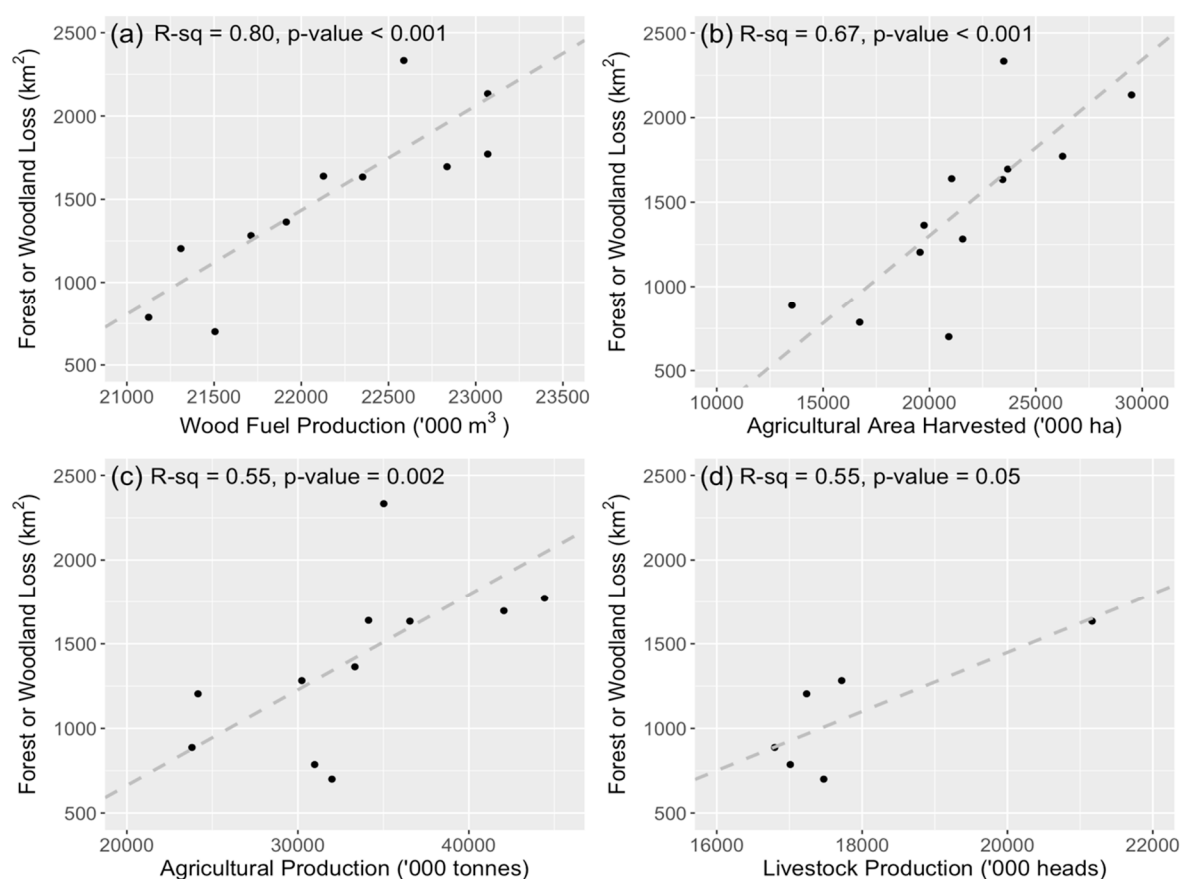 (a) R-sq = 0.80, p-value < 0.001
Forest or Woodland Loss (km²)
2500
2000
1500
1000
500
21000 21500 22000 22500 23000 23500
Wood Fuel Production ('000 m³ )
(b) R-sq = 0.67, p-value < 0.001
Forest or Woodland Loss (km²)
2500
2000
1500
1000
500
10000 15000 20000 25000 30000
Agricultural Area Harvested ('000 ha)
(c) R-sq = 0.55, p-value = 0.002
Forest or Woodland Loss (km²)
2500
2000
1500
1000
500
20000 30000 40000
Agricultural Production ('000 tonnes)
(d) R-sq = 0.55, p-value = 0.05
Forest or Woodland Loss (km²)
2500
2000
1500
1000
500
16000 18000 20000 22000
Livestock Production ('000 heads)